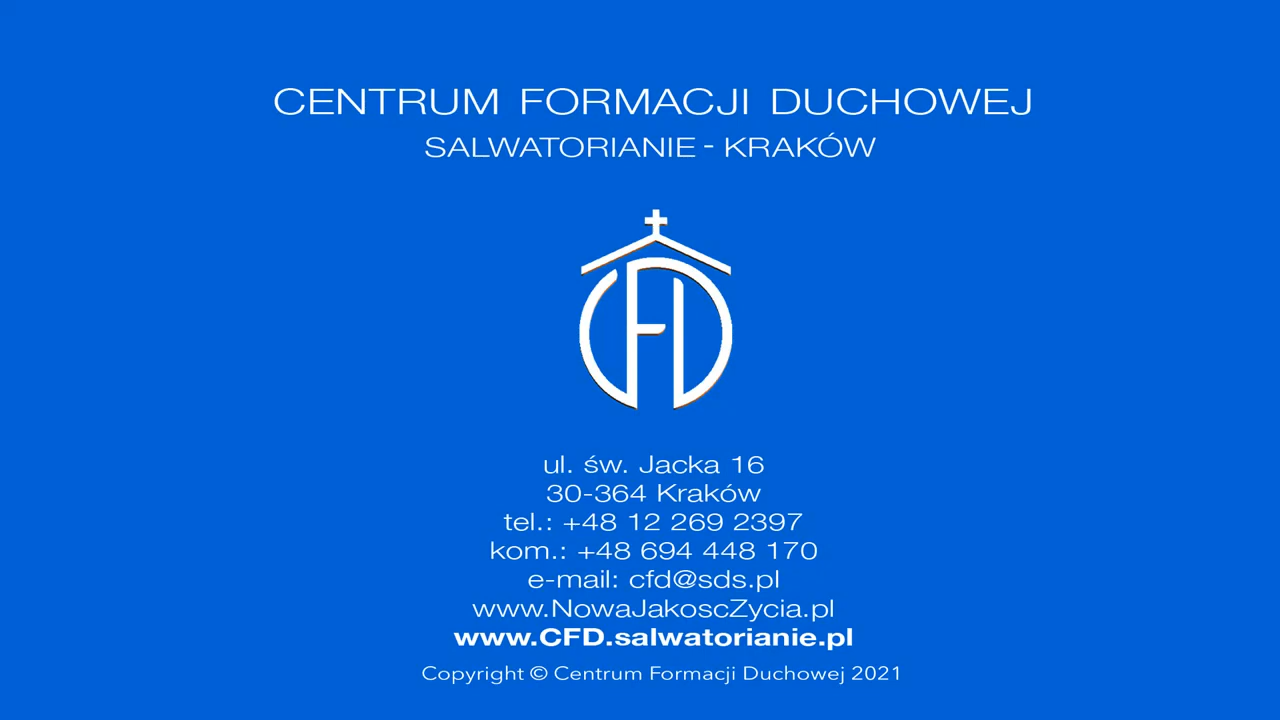 CENTRUM FORMACJI DUCHOWEJ
SALWATORIANIE - KRAKÓW
CFD
ul. św. Jacka 16
30-364 Kraków
tel.: +48 12 269 2397
kom.: +48 694 448 170
e-mail: cfd@sds.pl
www.NowaJakoscZycia.pl
www.CFD.salwatorianie.pl
Copyright © Centrum Formacji Duchowej 2021